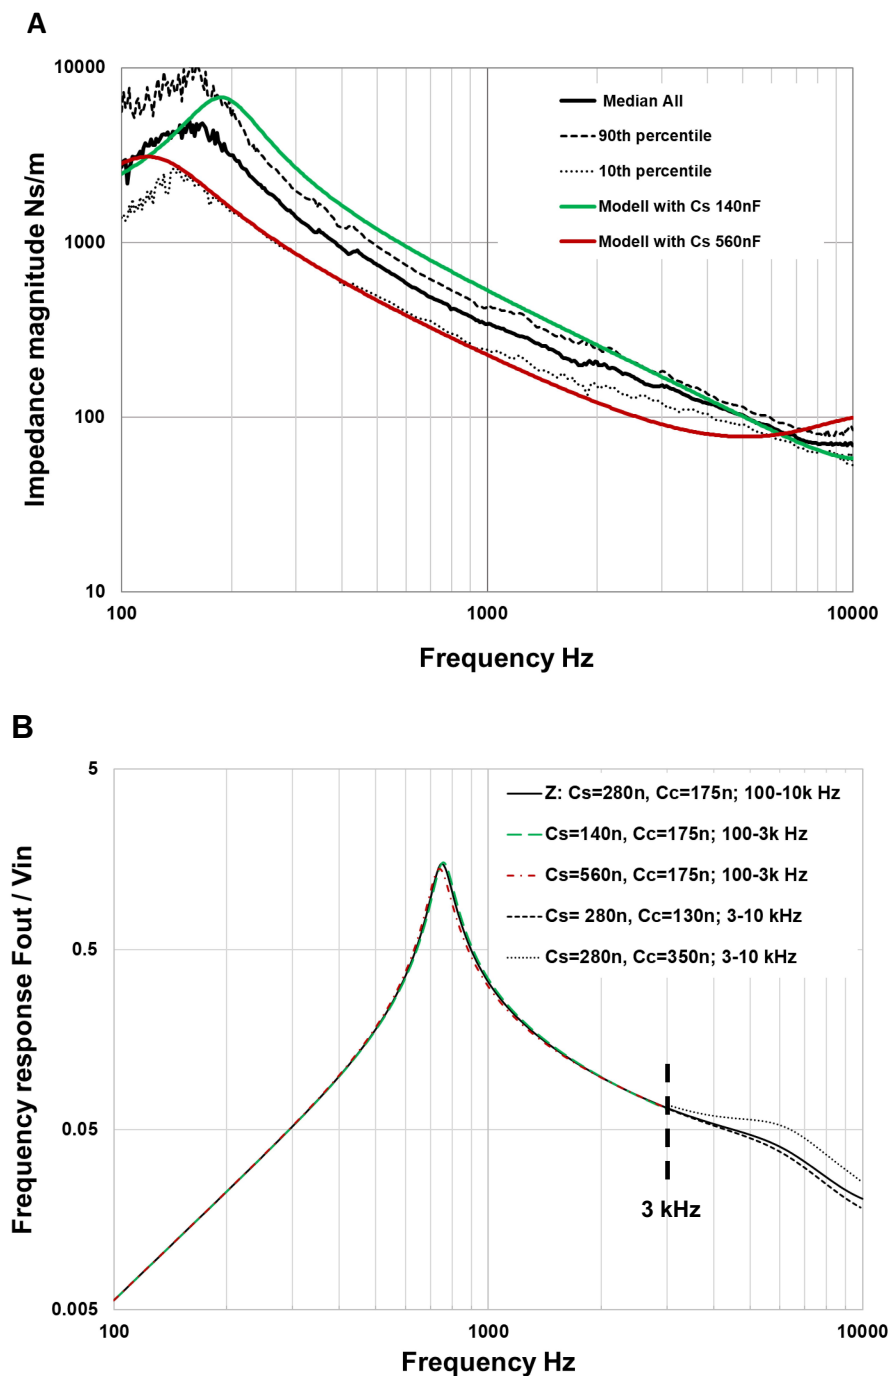 A
10000
1000
100
10
Impedance magnitude Ns/m
Median All
90th percentile
10th percentile
Modell with Cs 140nF
Modell with Cs 560nF
100
1000
10000
Frequency Hz
B
5
0.5
0.05
0.005
Frequency response Fout / Vin
Z: Cs=280n, Cc=175n; 100-10k Hz
Cs=140n, Cc=175n; 100-3k Hz
Cs=560n, Cc=175n; 100-3k Hz
Cs= 280n, Cc=130n; 3-10 kHz
Cs=280n, Cc=350n; 3-10 kHz
3 kHz
100
1000
10000
Frequency Hz